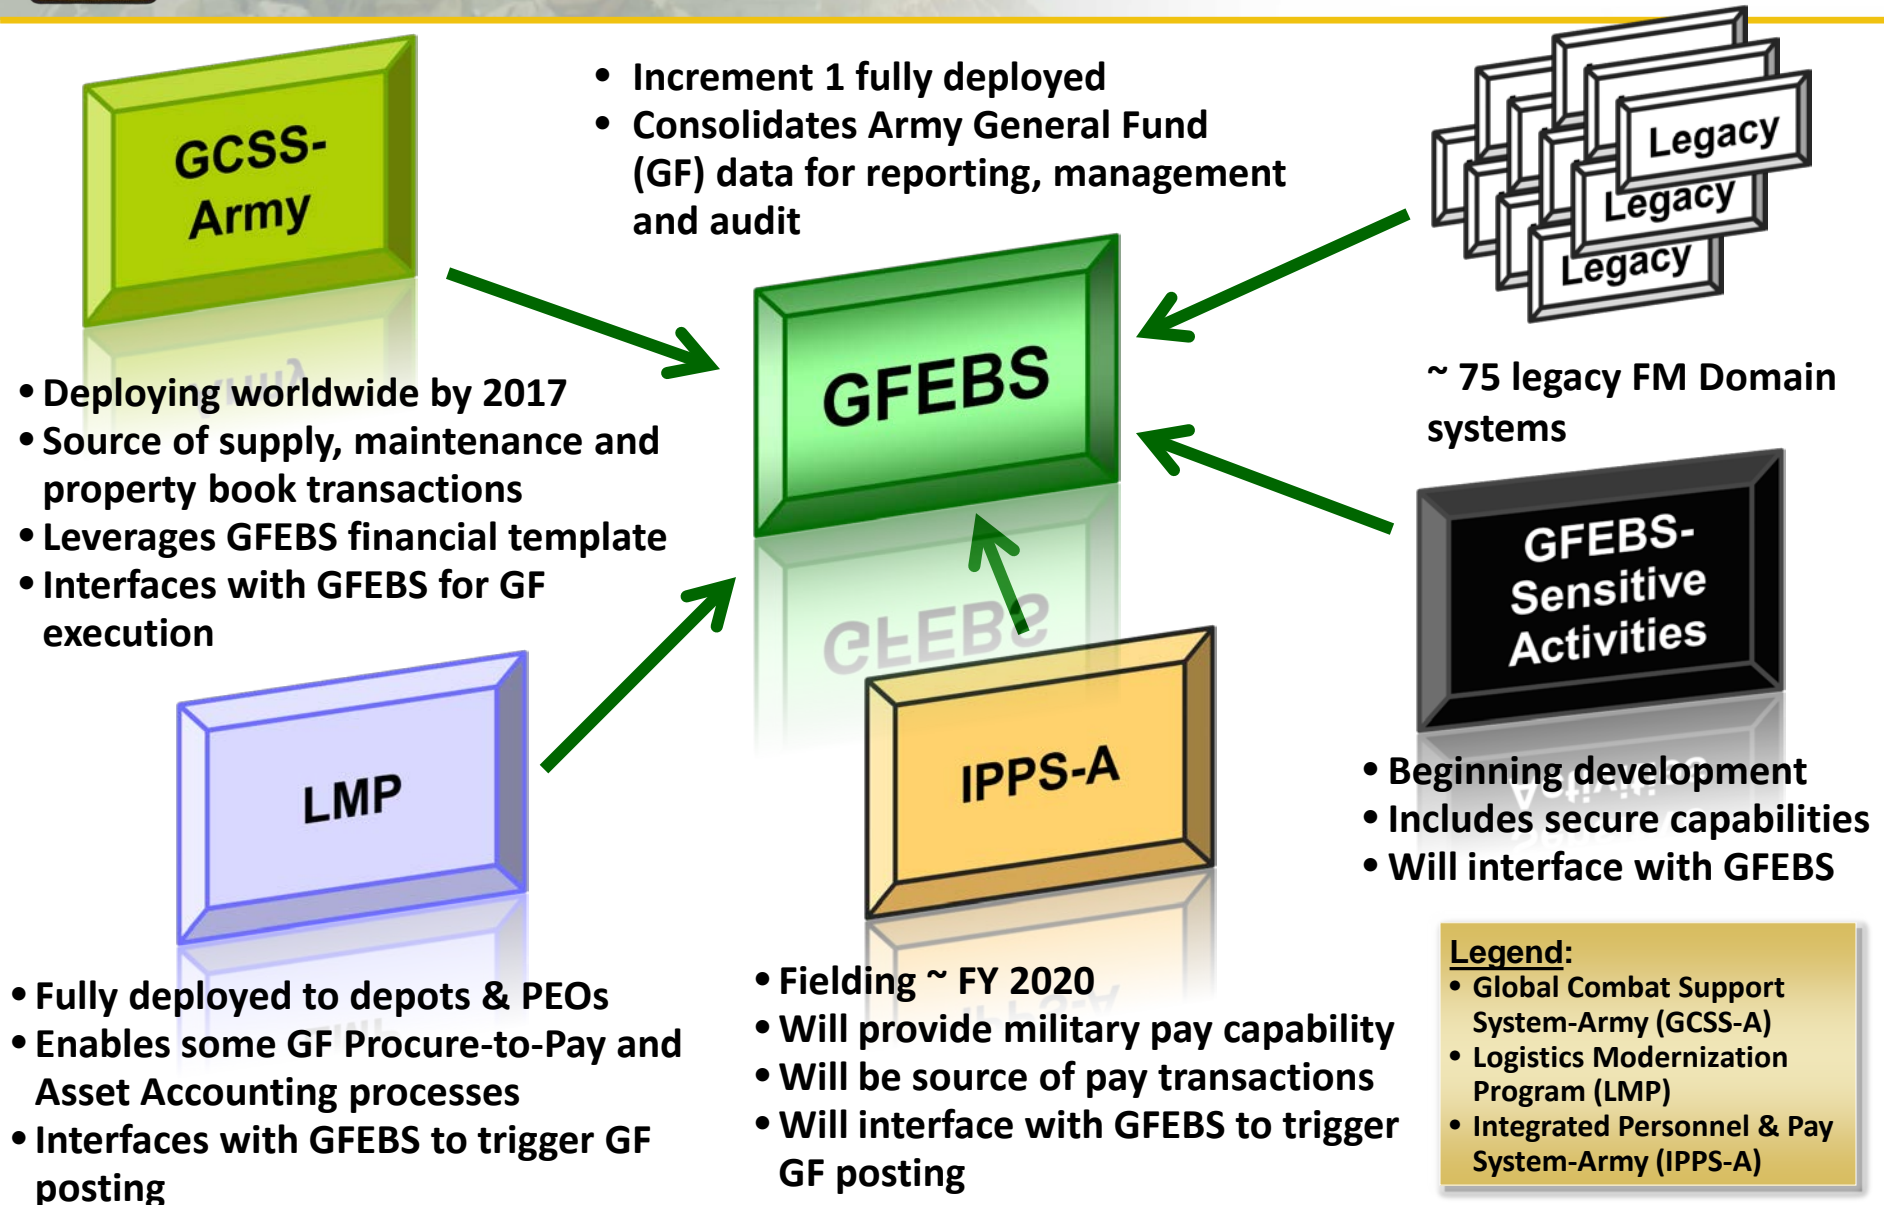 GCSS-
Army
• Deploying worldwide by 2017
• Source of supply, maintenance and
property book transactions
• Leverages GFEBS financial template
• Interfaces with GFEBS for GF
execution
• Increment 1 fully deployed
• Consolidates Army General Fund
(GF) data for reporting, management
and audit
GFEBS
Legacy
Legacy
Legacy
~ 75 legacy FM Domain
systems
GFEBS-
Sensitive
Activities
• Beginning development
• Includes secure capabilities
• Will interface with GFEBS
LMP
• Fully deployed to depots & PEOs
• Enables some GF Procure-to-Pay and
Asset Accounting processes
• Interfaces with GFEBS to trigger GF
posting
IPPS-A
• Fielding ~ FY 2020
• Will provide military pay capability
• Will be source of pay transactions
• Will interface with GFEBS to trigger
GF posting
Legend:
• Global Combat Support
System-Army (GCSS-A)
• Logistics Modernization
Program (LMP)
• Integrated Personnel & Pay
System-Army (IPPS-A)